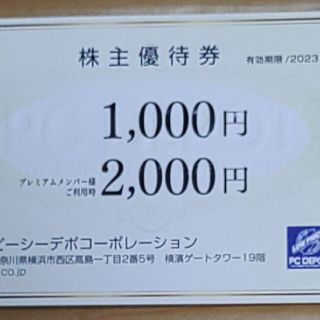 株主優待券
有効期限/2023
1,000円
プレミアムメンバー様
ご利用時
2,000円
ピーシーデポコーポレーション
奈川県横浜市西区高島一丁目2番5号 横濱ゲートタワー19階
.co.jp
PC DEPO